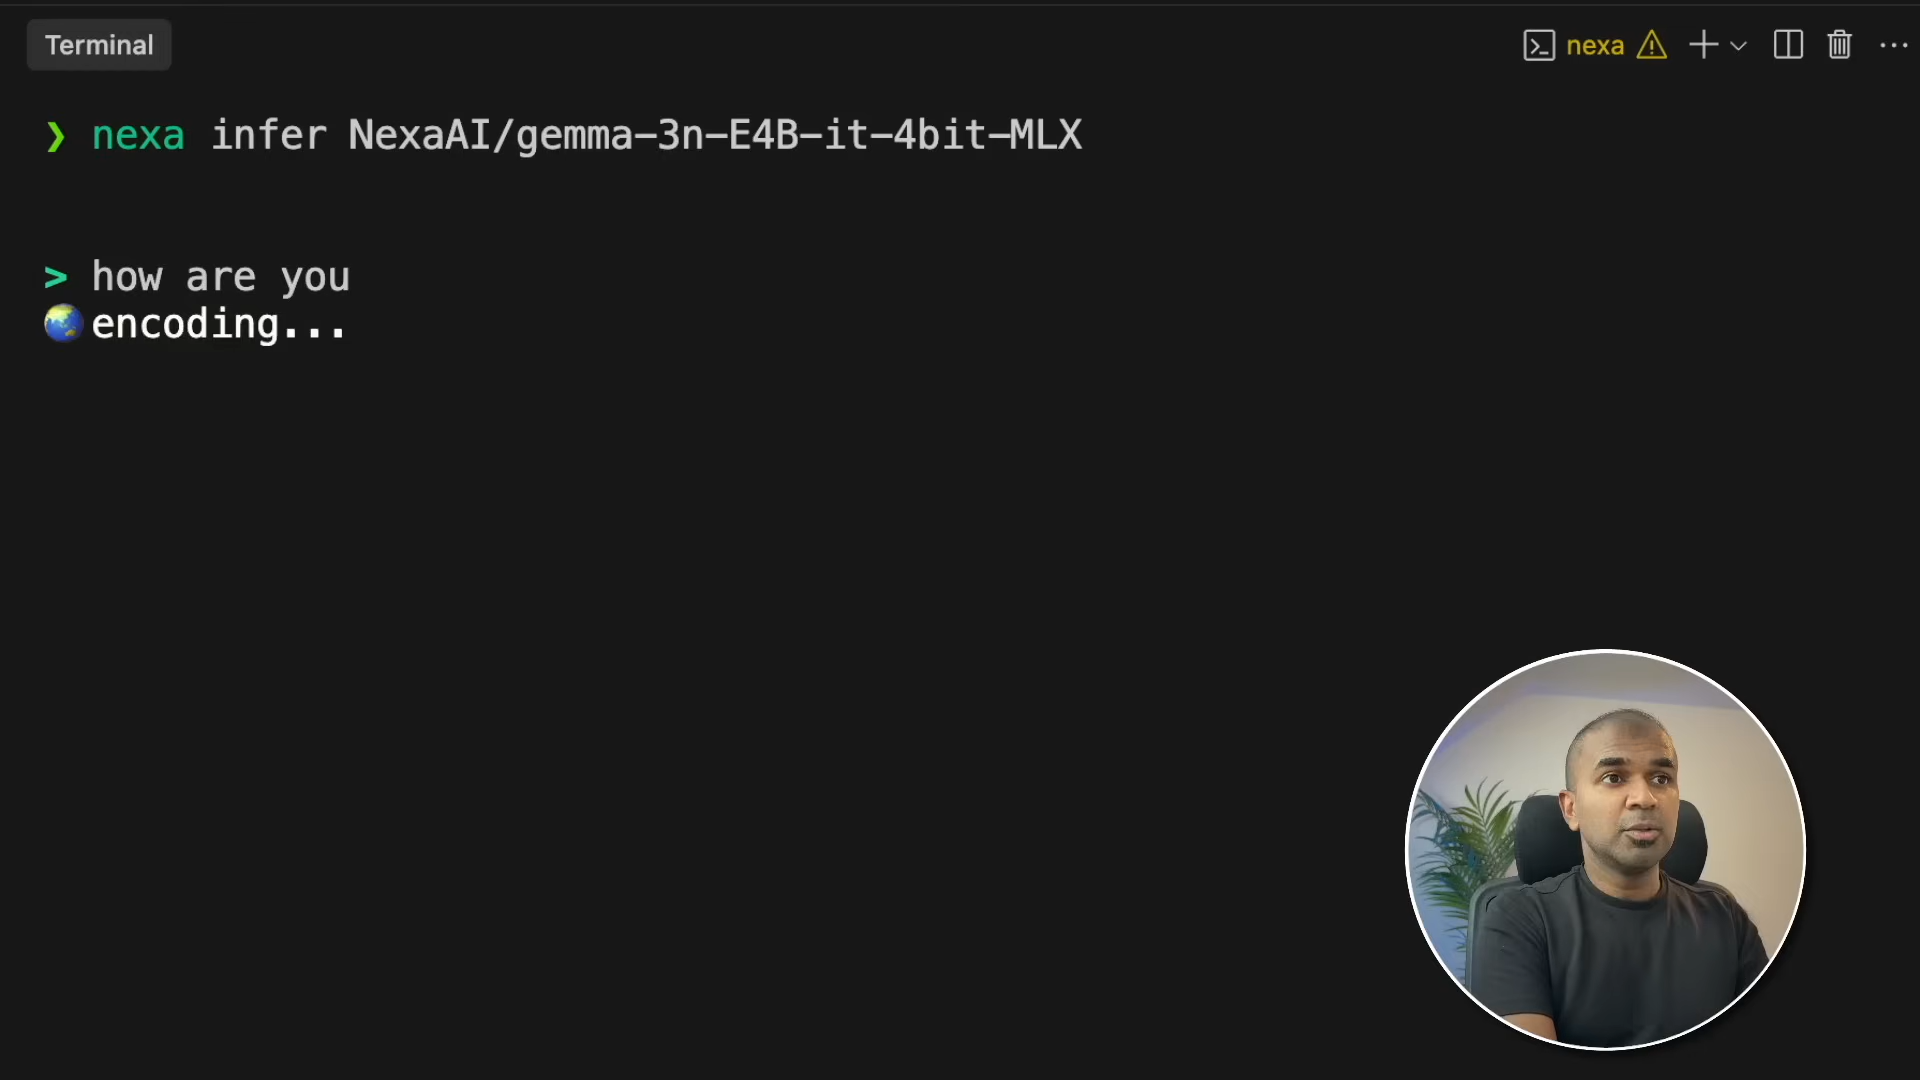 Terminal
nexa
❯ nexa infer NexaAI/gemma-3n-E4B-it-4bit-MLX
> how are you
encoding...